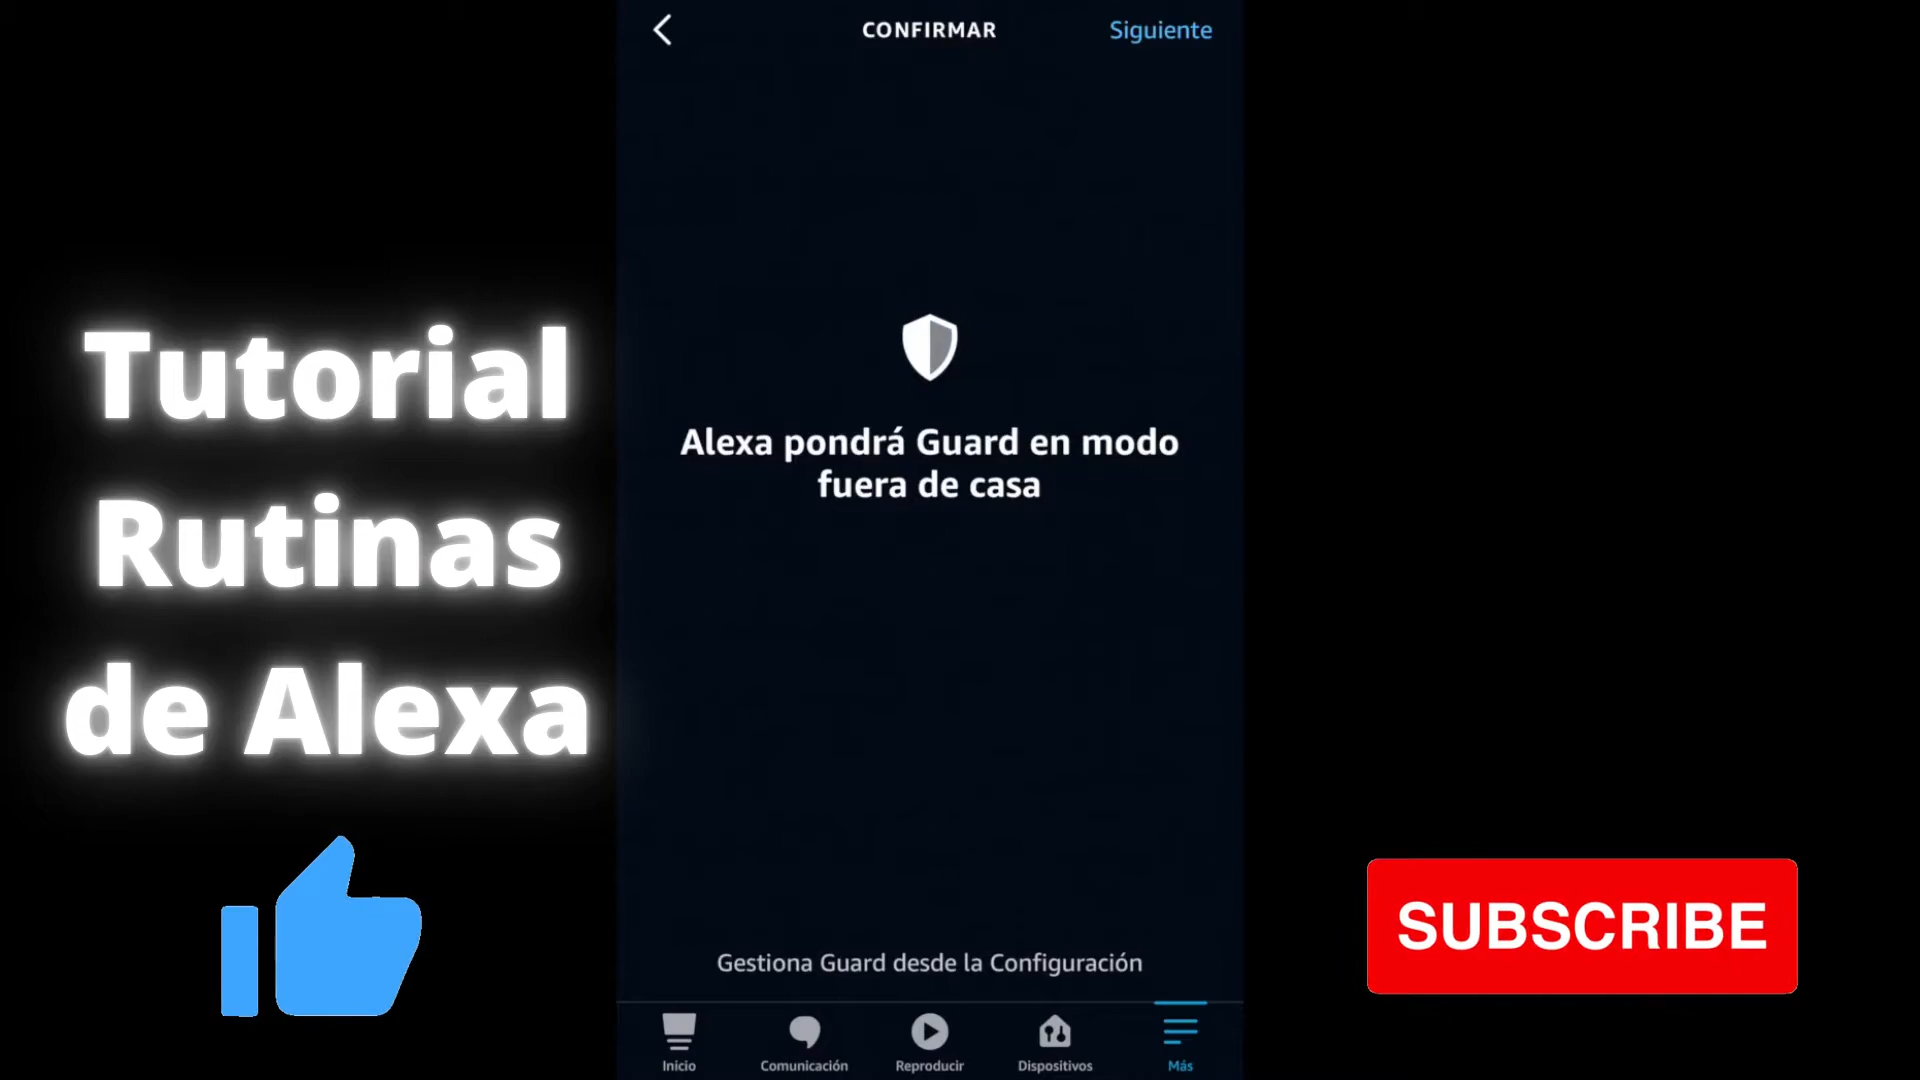 CONFIRMAR
Siguiente
Tutorial
Rutinas
de Alexa
Alexa pondrá Guard en modo
fuera de casa
Gestiona Guard desde la Configuración
Inicio
Comunicación
Reproducir
Dispositivos
Más
SUBSCRIBE